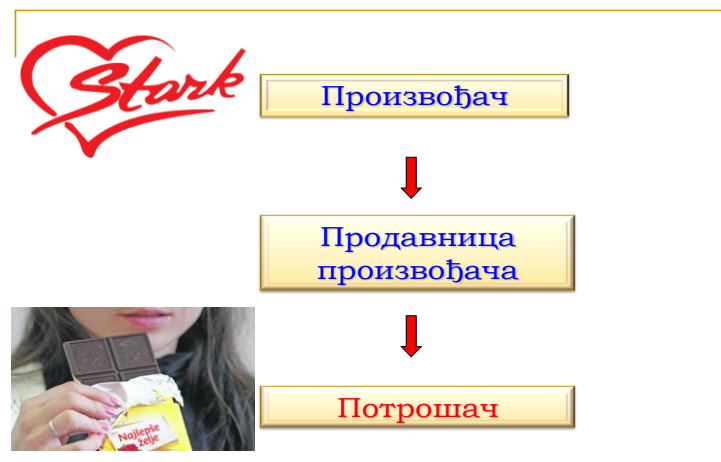 Stark
Произвођач
Продавница
произвођача
Потрошач
Najlepše
želje